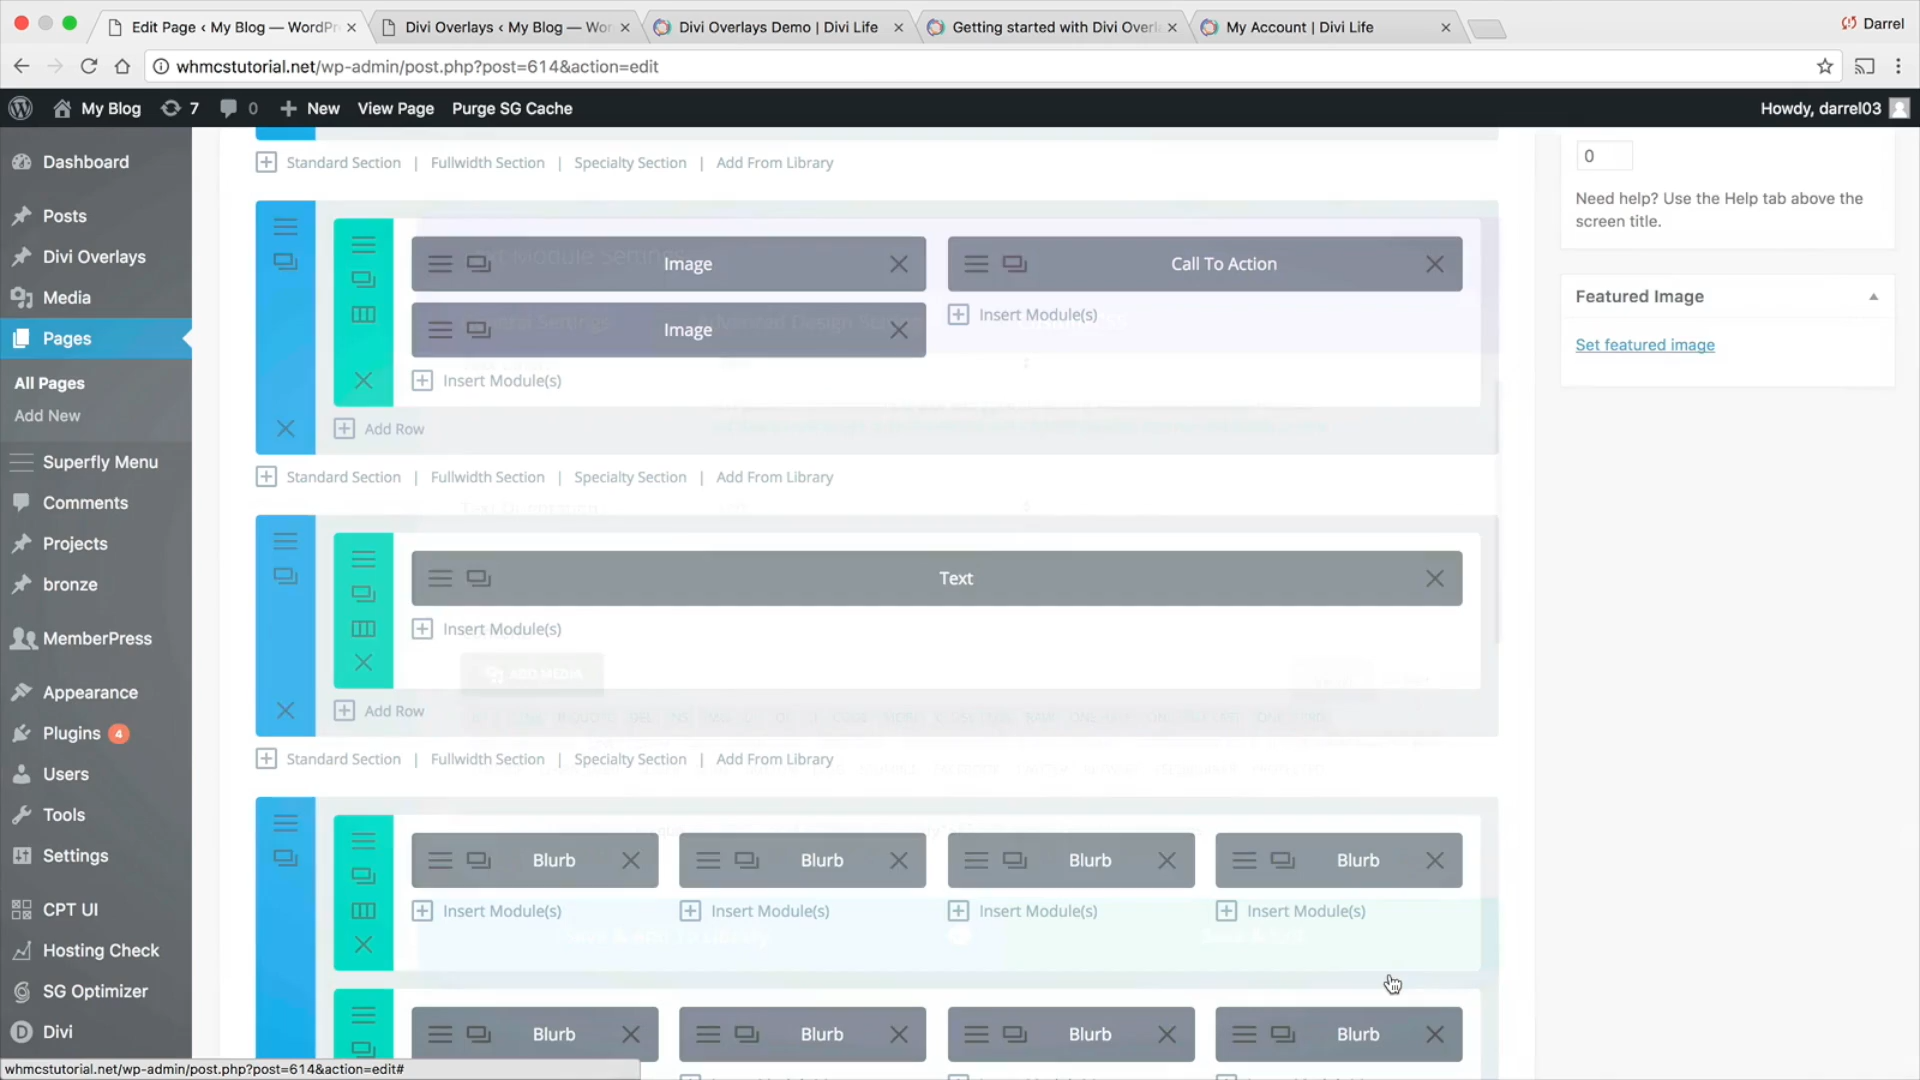 Edit Page ‹ My Blog — WordPr
Divi Overlays ‹ My Blog — Wor
Divi Overlays Demo | Divi Life
Getting started with Divi Overl
My Account | Divi Life
Darrel
whmcstutorial.net/wp-admin/post.php?post=614&action=edit
My Blog
7
0
New
View Page
Purge SG Cache
Howdy, darrel03
Dashboard
Posts
Divi Overlays
Media
Pages
All Pages
Add New
Superfly Menu
Comments
Projects
bronze
MemberPress
Appearance
Plugins 4
Users
Tools
Settings
CPT UI
Hosting Check
SG Optimizer
Divi
Standard Section | Fullwidth Section | Specialty Section | Add From Library
Image
Call To Action
Image
Insert Module(s)
Insert Module(s)
Add Row
Standard Section | Fullwidth Section | Specialty Section | Add From Library
Text
Insert Module(s)
ADD MEDIA
Add Row
Standard Section | Fullwidth Section | Specialty Section | Add From Library
Blurb Blurb Blurb Blurb
Insert Module(s) Insert Module(s) Insert Module(s) Insert Module(s)
Blurb Blurb Blurb Blurb
0
Need help? Use the Help tab above the
screen title.
Featured Image
Set featured image
whmcstutorial.net/wp-admin/post.php?post=614&action=edit#